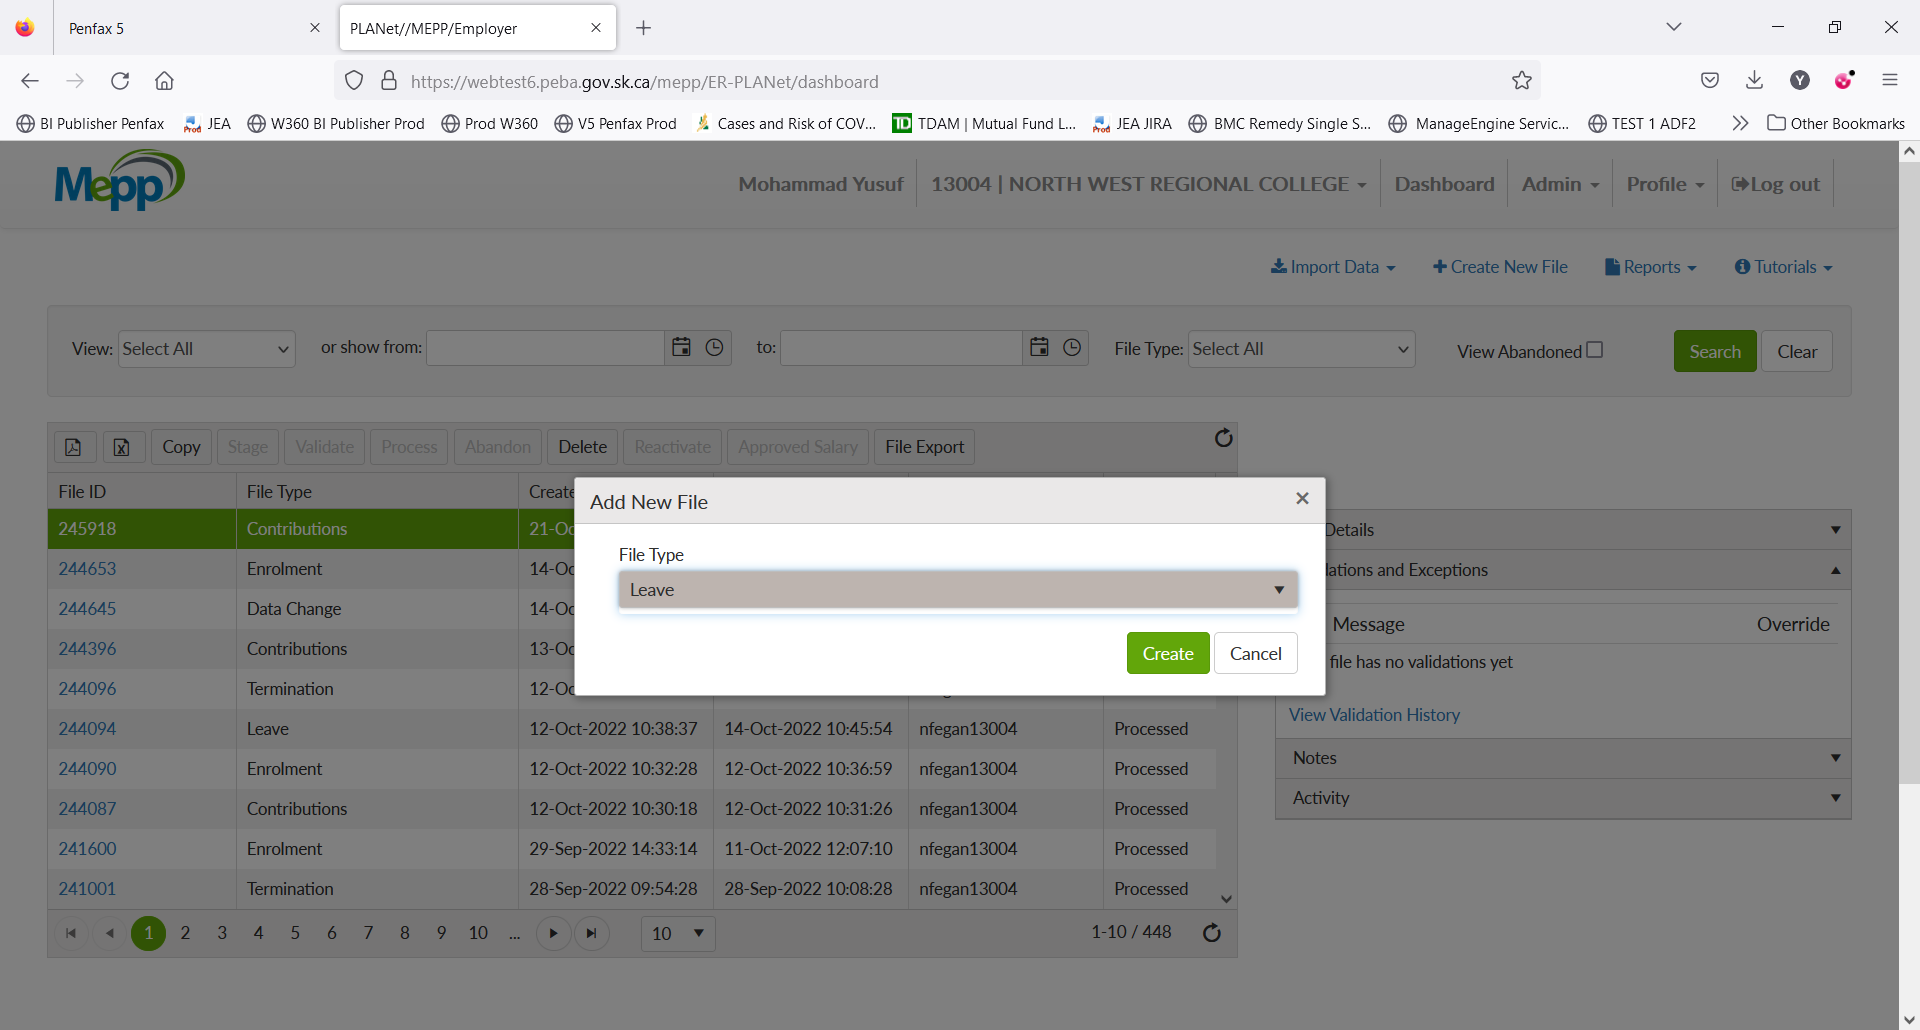 Penfax 5
PLANet//MEPP/Employer
https://webtest6.peba.gov.sk.ca/mepp/ER-PLANet/dashboard
Y
BI Publisher Penfax
JEA
W360 BI Publisher Prod
Prod W360
V5 Penfax Prod
Cases and Risk of COV...
TD TDAM | Mutual Fund L...
JEA JIRA
BMC Remedy Single S...
ManageEngine Servic...
TEST 1 ADF2
Other Bookmarks
Mepp
Mohammad Yusuf
13004 | NORTH WEST REGIONAL COLLEGE
Dashboard
Admin
Profile
Log out
Import Data
Create New File
Reports
Tutorials
View: Select All
or show from:
to:
File Type: Select All
View Abandoned
Search
Clear
Copy
Stage
Validate
Process
Abandon
Delete
Reactivate
Approved Salary
File Export
File ID File Type Create
245918 Contributions 21-Oc
244653 Enrolment 14-Oc
244645 Data Change 14-Oc
244396 Contributions 13-Oc
244096 Termination 12-Oc
244094 Leave 12-Oct-2022 10:38:37 14-Oct-2022 10:45:54 nfegan13004 Processed
244090 Enrolment 12-Oct-2022 10:32:28 12-Oct-2022 10:36:59 nfegan13004 Processed
244087 Contributions 12-Oct-2022 10:30:18 12-Oct-2022 10:31:26 nfegan13004 Processed
241600 Enrolment 29-Sep-2022 14:33:14 11-Oct-2022 12:07:10 nfegan13004 Processed
241001 Termination 28-Sep-2022 09:54:28 28-Sep-2022 10:08:28 nfegan13004 Processed
1 2 3 4 5 6 7 8 9 10 ...
10
1-10 / 448
Add New File
File Type
Leave
Create
Cancel
Details
lations and Exceptions
Message Override
file has no validations yet
View Validation History
Notes
Activity